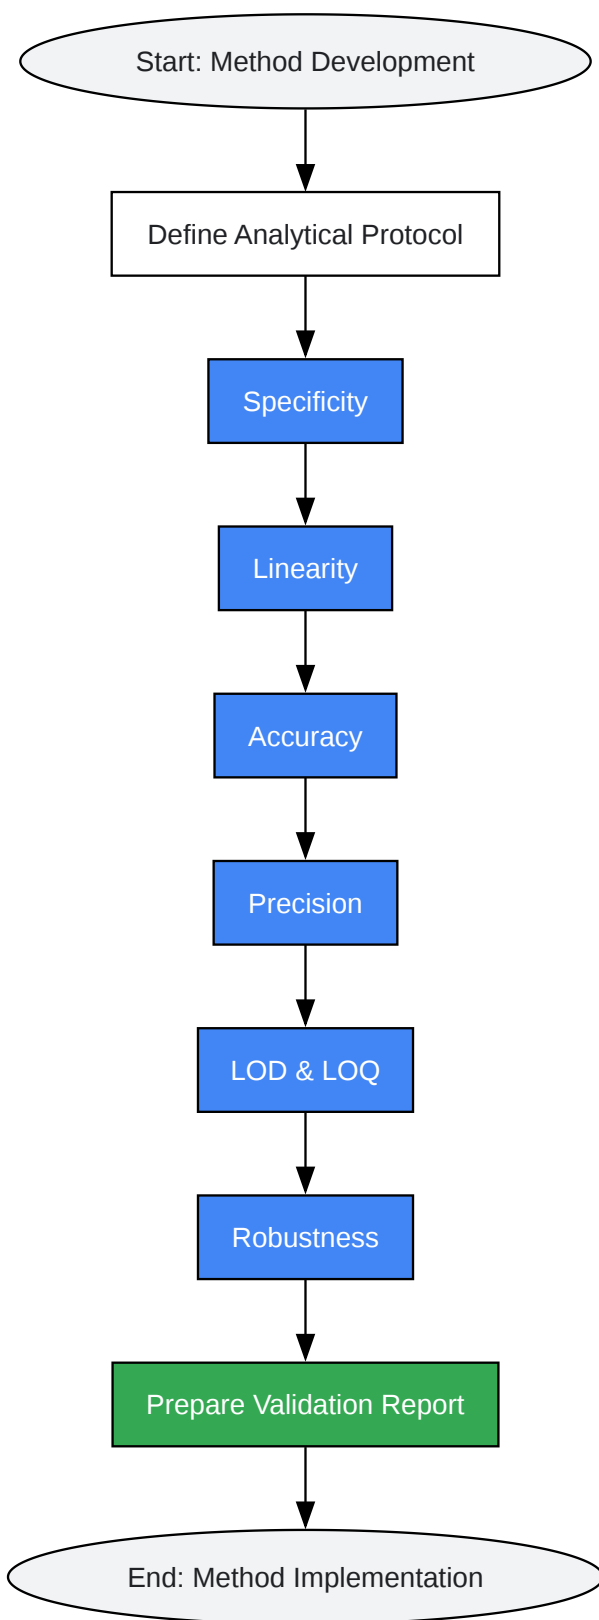 Start: Method Development
Define Analytical Protocol
Specificity
Linearity
Accuracy
Precision
LOD & LOQ
Robustness
Prepare Validation Report
End: Method Implementation